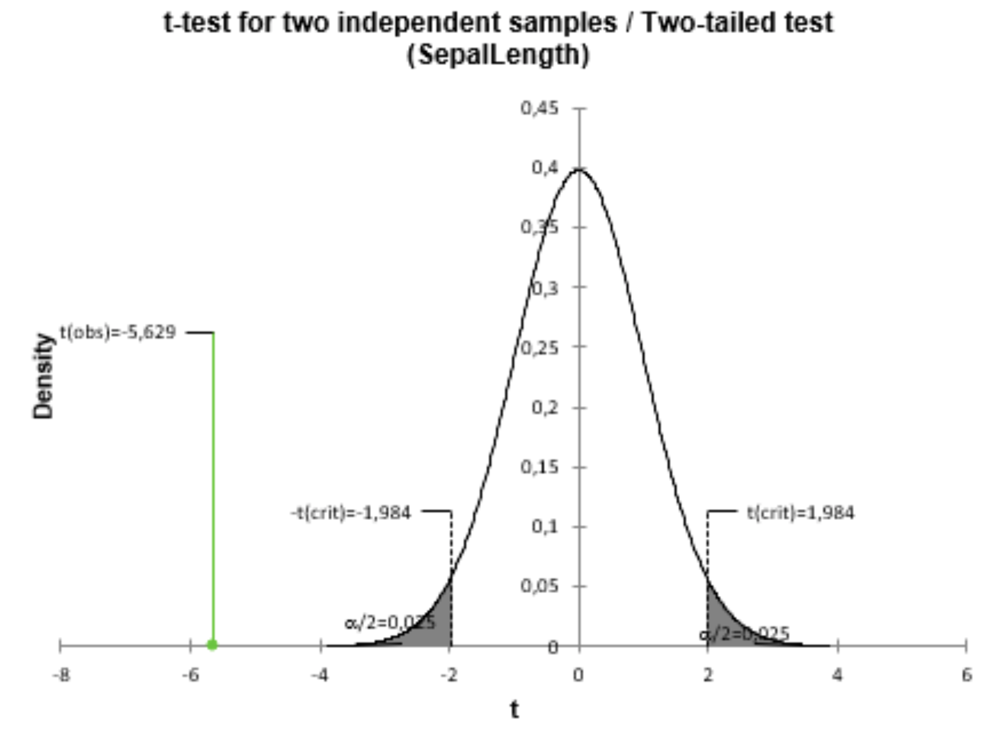 t-test for two independent samples / Two-tailed test
(SepalLength)
0,45
0,4
0,35
0,3
t(obs)=-5,629
Density
0,25
0,2
0,15
-t(crit)=-1,984
t(crit)=1,984
0,1
0,05
α/2=0,025
α/2=0,025
0
-8 -6 -4 -2 0 2 4 6
t